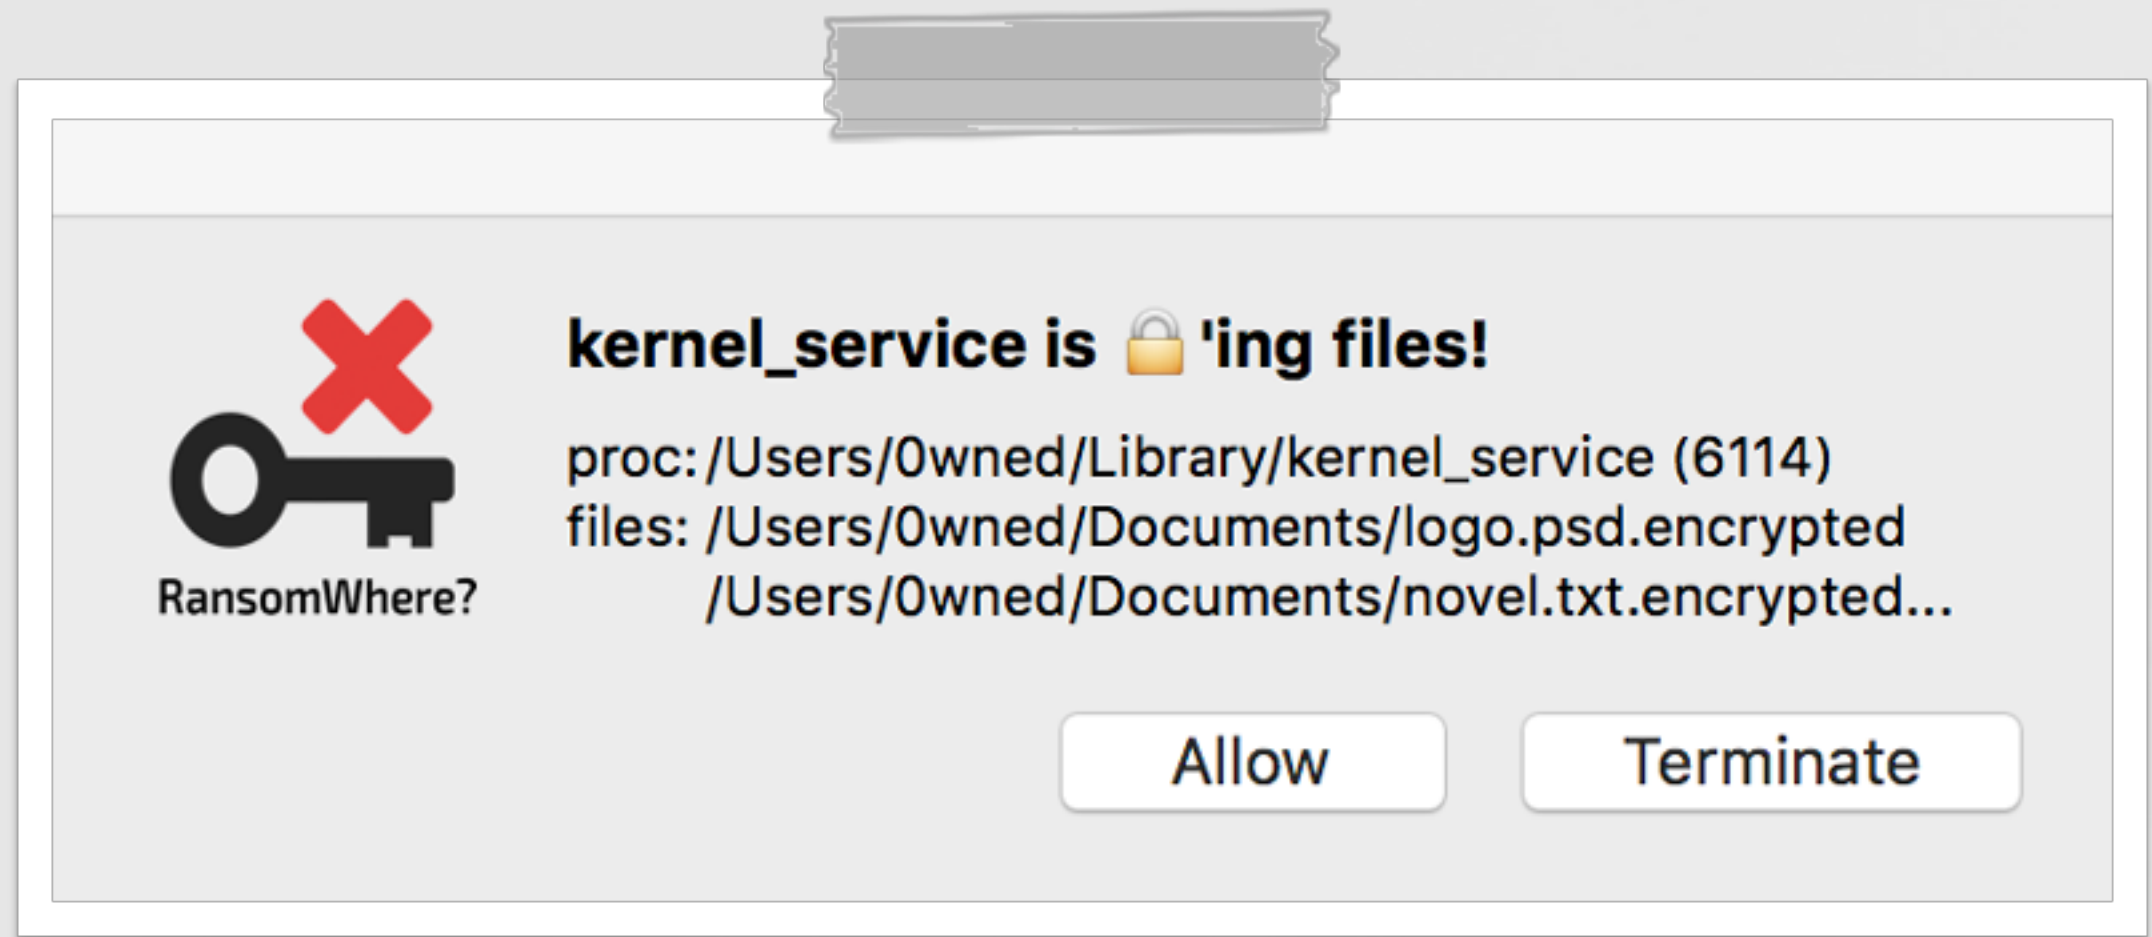 kernel_service is 🔒'ing files!
proc: /Users/0wned/Library/kernel_service (6114)
files: /Users/0wned/Documents/logo.psd.encrypted
/Users/0wned/Documents/novel.txt.encrypted...
RansomWhere?
Allow
Terminate